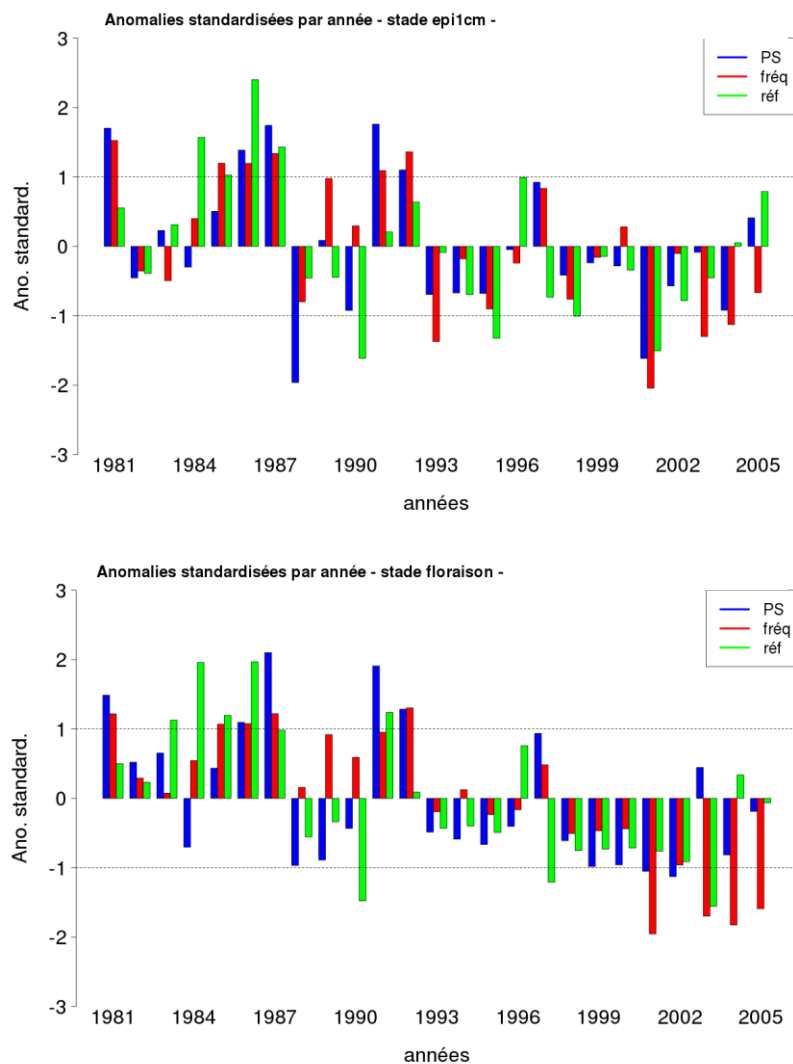 Anomalies standardisées par année - stade epi1cm -
3
2
1
0
-1
-2
-3
Ano. standard.
PS
fréq
réf
1981 1984 1987 1990 1993 1996 1999 2002 2005
années
Anomalies standardisées par année - stade floraison -
3
2
1
0
-1
-2
-3
Ano. standard.
PS
fréq
réf
1981 1984 1987 1990 1993 1996 1999 2002 2005
années